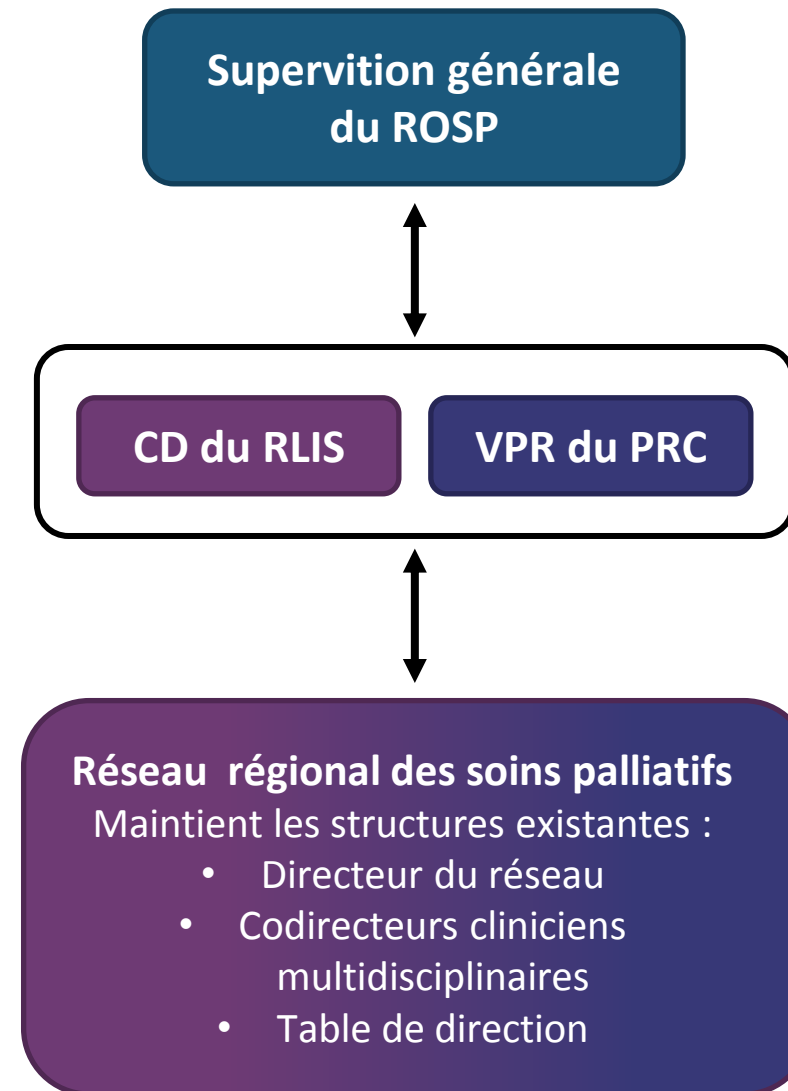 Supervition générale
du ROSP
CD du RLIS
VPR du PRC
Réseau  régional des soins palliatifs
Maintient les structures existantes :
• Directeur du réseau
• Codirecteurs cliniciens
multidisciplinaires
• Table de direction